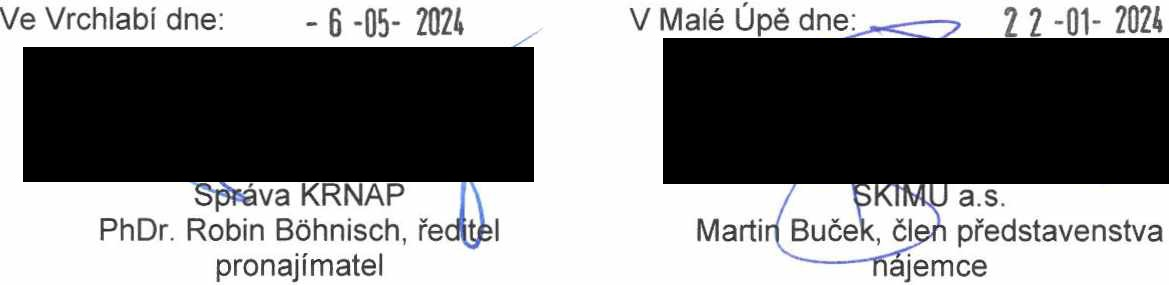 Ve Vrchlabí dne: - 6 -05- 2024
Správa KRNAP
PhDr. Robin Böhnisch, ředitel
pronajímatel
V Malé Úpě dne: 2 2 -01- 2024
SKIMU a.s.
Martin Buček, člen představenstva
nájemce